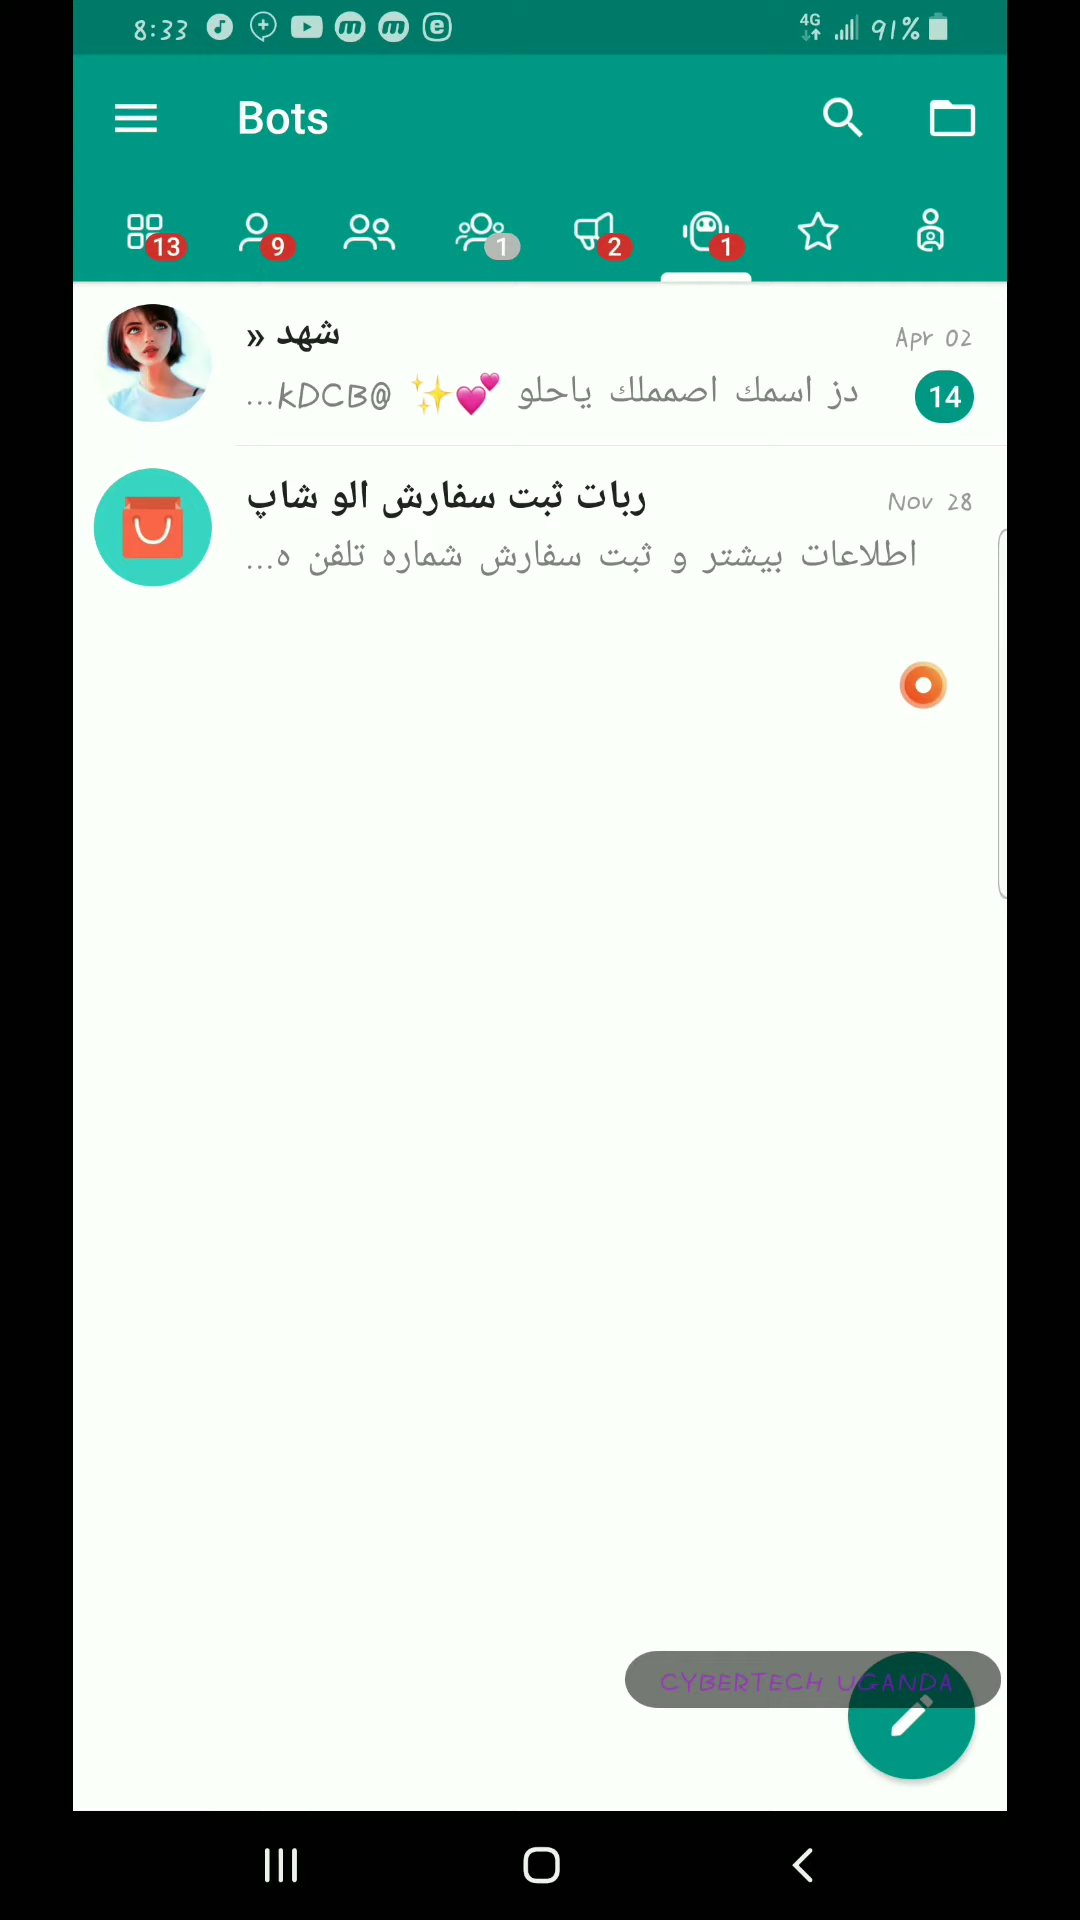 8:33
4G
91%
Bots
13
9
1
2
1
شهد »
Apr 02
دز اسمك اصمملك ياحلو 💕✨ @kDCB...
14
ربات ثبت سفارش الو شاپ
Nov 28
اطلاعات بیشتر و ثبت سفارش شماره تلفن ه...
CYBERTECH UGANDA